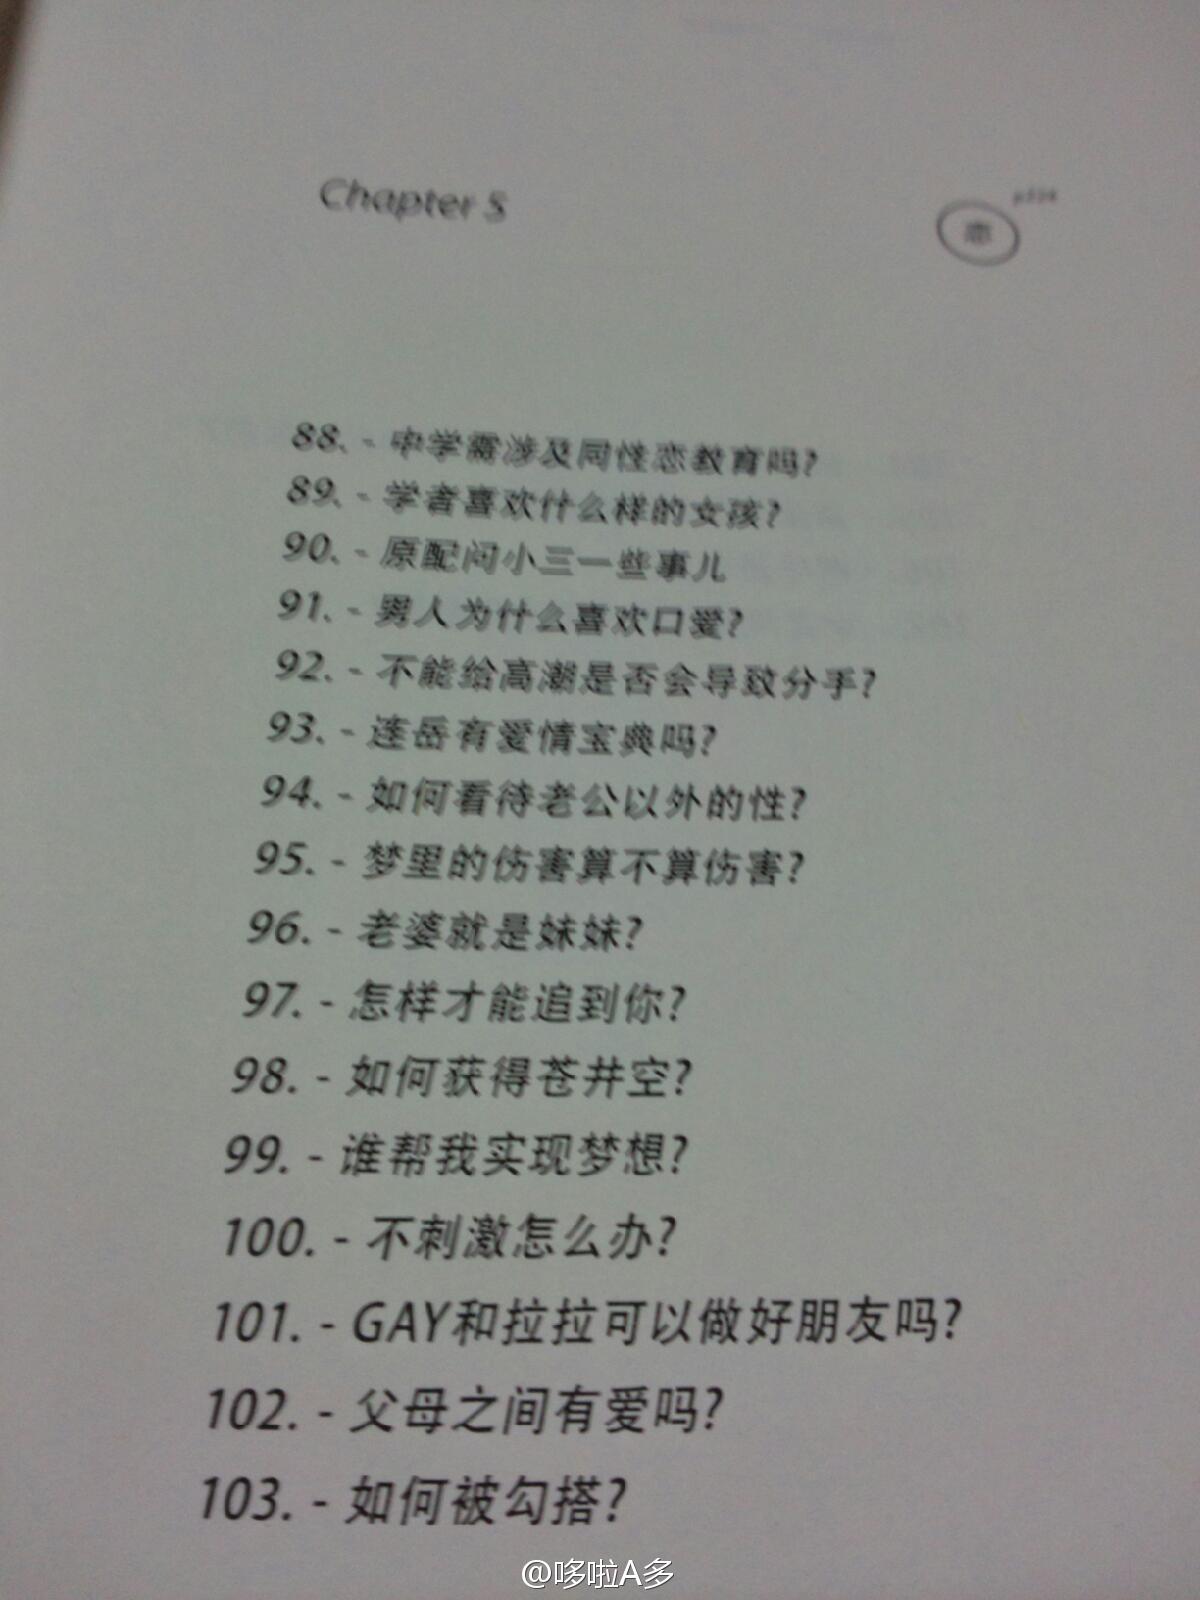 Chapter 5
恋
88. - 中学需涉及同性恋教育吗?
89. - 学者喜欢什么样的女孩?
90. - 原配问小三一些事儿
91. - 男人为什么喜欢口爱?
92. - 不能给高潮是否会导致分手?
93. - 连岳有爱情宝典吗?
94. - 如何看待老公以外的性?
95. - 梦里的伤害算不算伤害?
96. - 老婆就是妹妹?
97. - 怎样才能追到你?
98. - 如何获得苍井空?
99. - 谁帮我实现梦想?
100. - 不刺激怎么办?
101. - GAY和拉拉可以做好朋友吗?
102. - 父母之间有爱吗?
103. - 如何被勾搭?
@哆啦A多